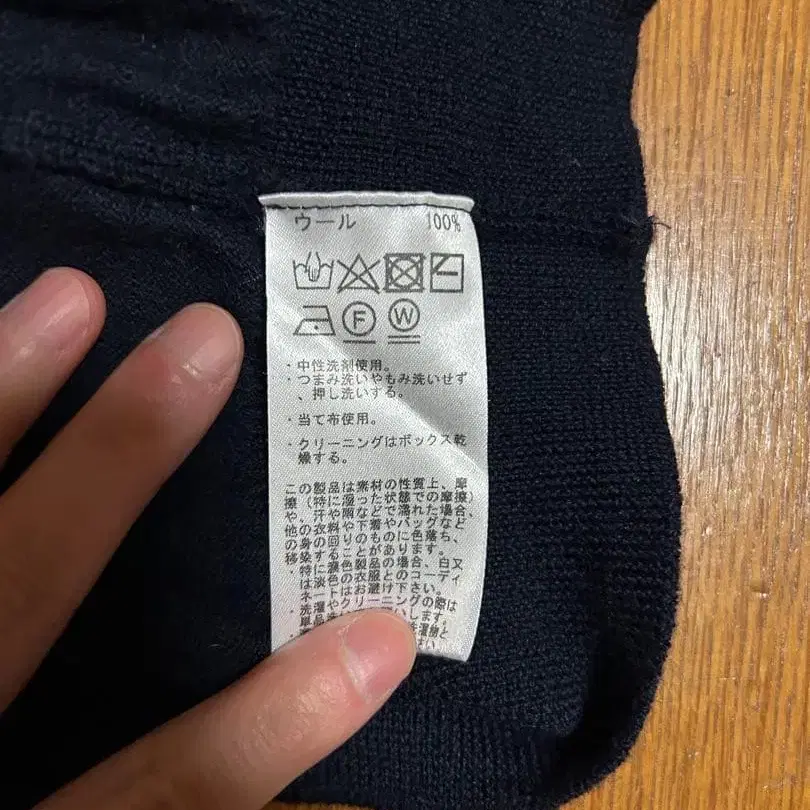 ウール 100%
F W
・中性洗剤使用。
・つまみ洗いやもみ洗いせず
、押し洗いする。
・当て布使用。
・クリーニングはボックス乾
燥する。
この製品は素材の性質上、摩
擦（特に湿った状態での摩擦）
や、汗や雨などで濡れた場合、
他の衣料や下着やバッグなど
の身の回りのものに色落ち、
移染することがあります。
・特に濃色製品の場合、白又
は淡色の衣服とのコーディ
ネートはお避け下さい。
・洗濯やクリーニングの際は
単品